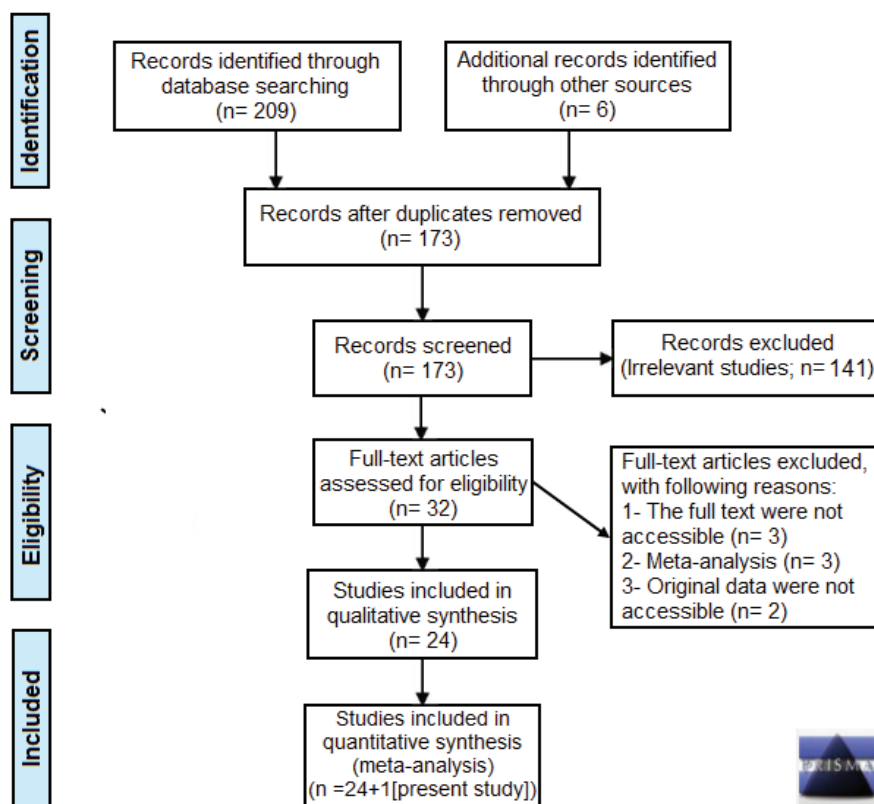 Identification
Records identified through
database searching
(n= 209)
Additional records identified
through other sources
(n= 6)
Records after duplicates removed
(n= 173)
Screening
Records screened
(n= 173)
Records excluded
(Irrelevant studies; n= 141)
Eligibility
Full-text articles
assessed for eligibility
(n= 32)
Full-text articles excluded,
with following reasons:
1- The full text were not
accessible (n= 3)
2- Meta-analysis (n= 3)
3- Original data were not
accessible (n= 2)
Studies included in
qualitative synthesis
(n= 24)
Included
Studies included in
quantitative synthesis
(meta-analysis)
(n =24+1[present study])
PRISMA